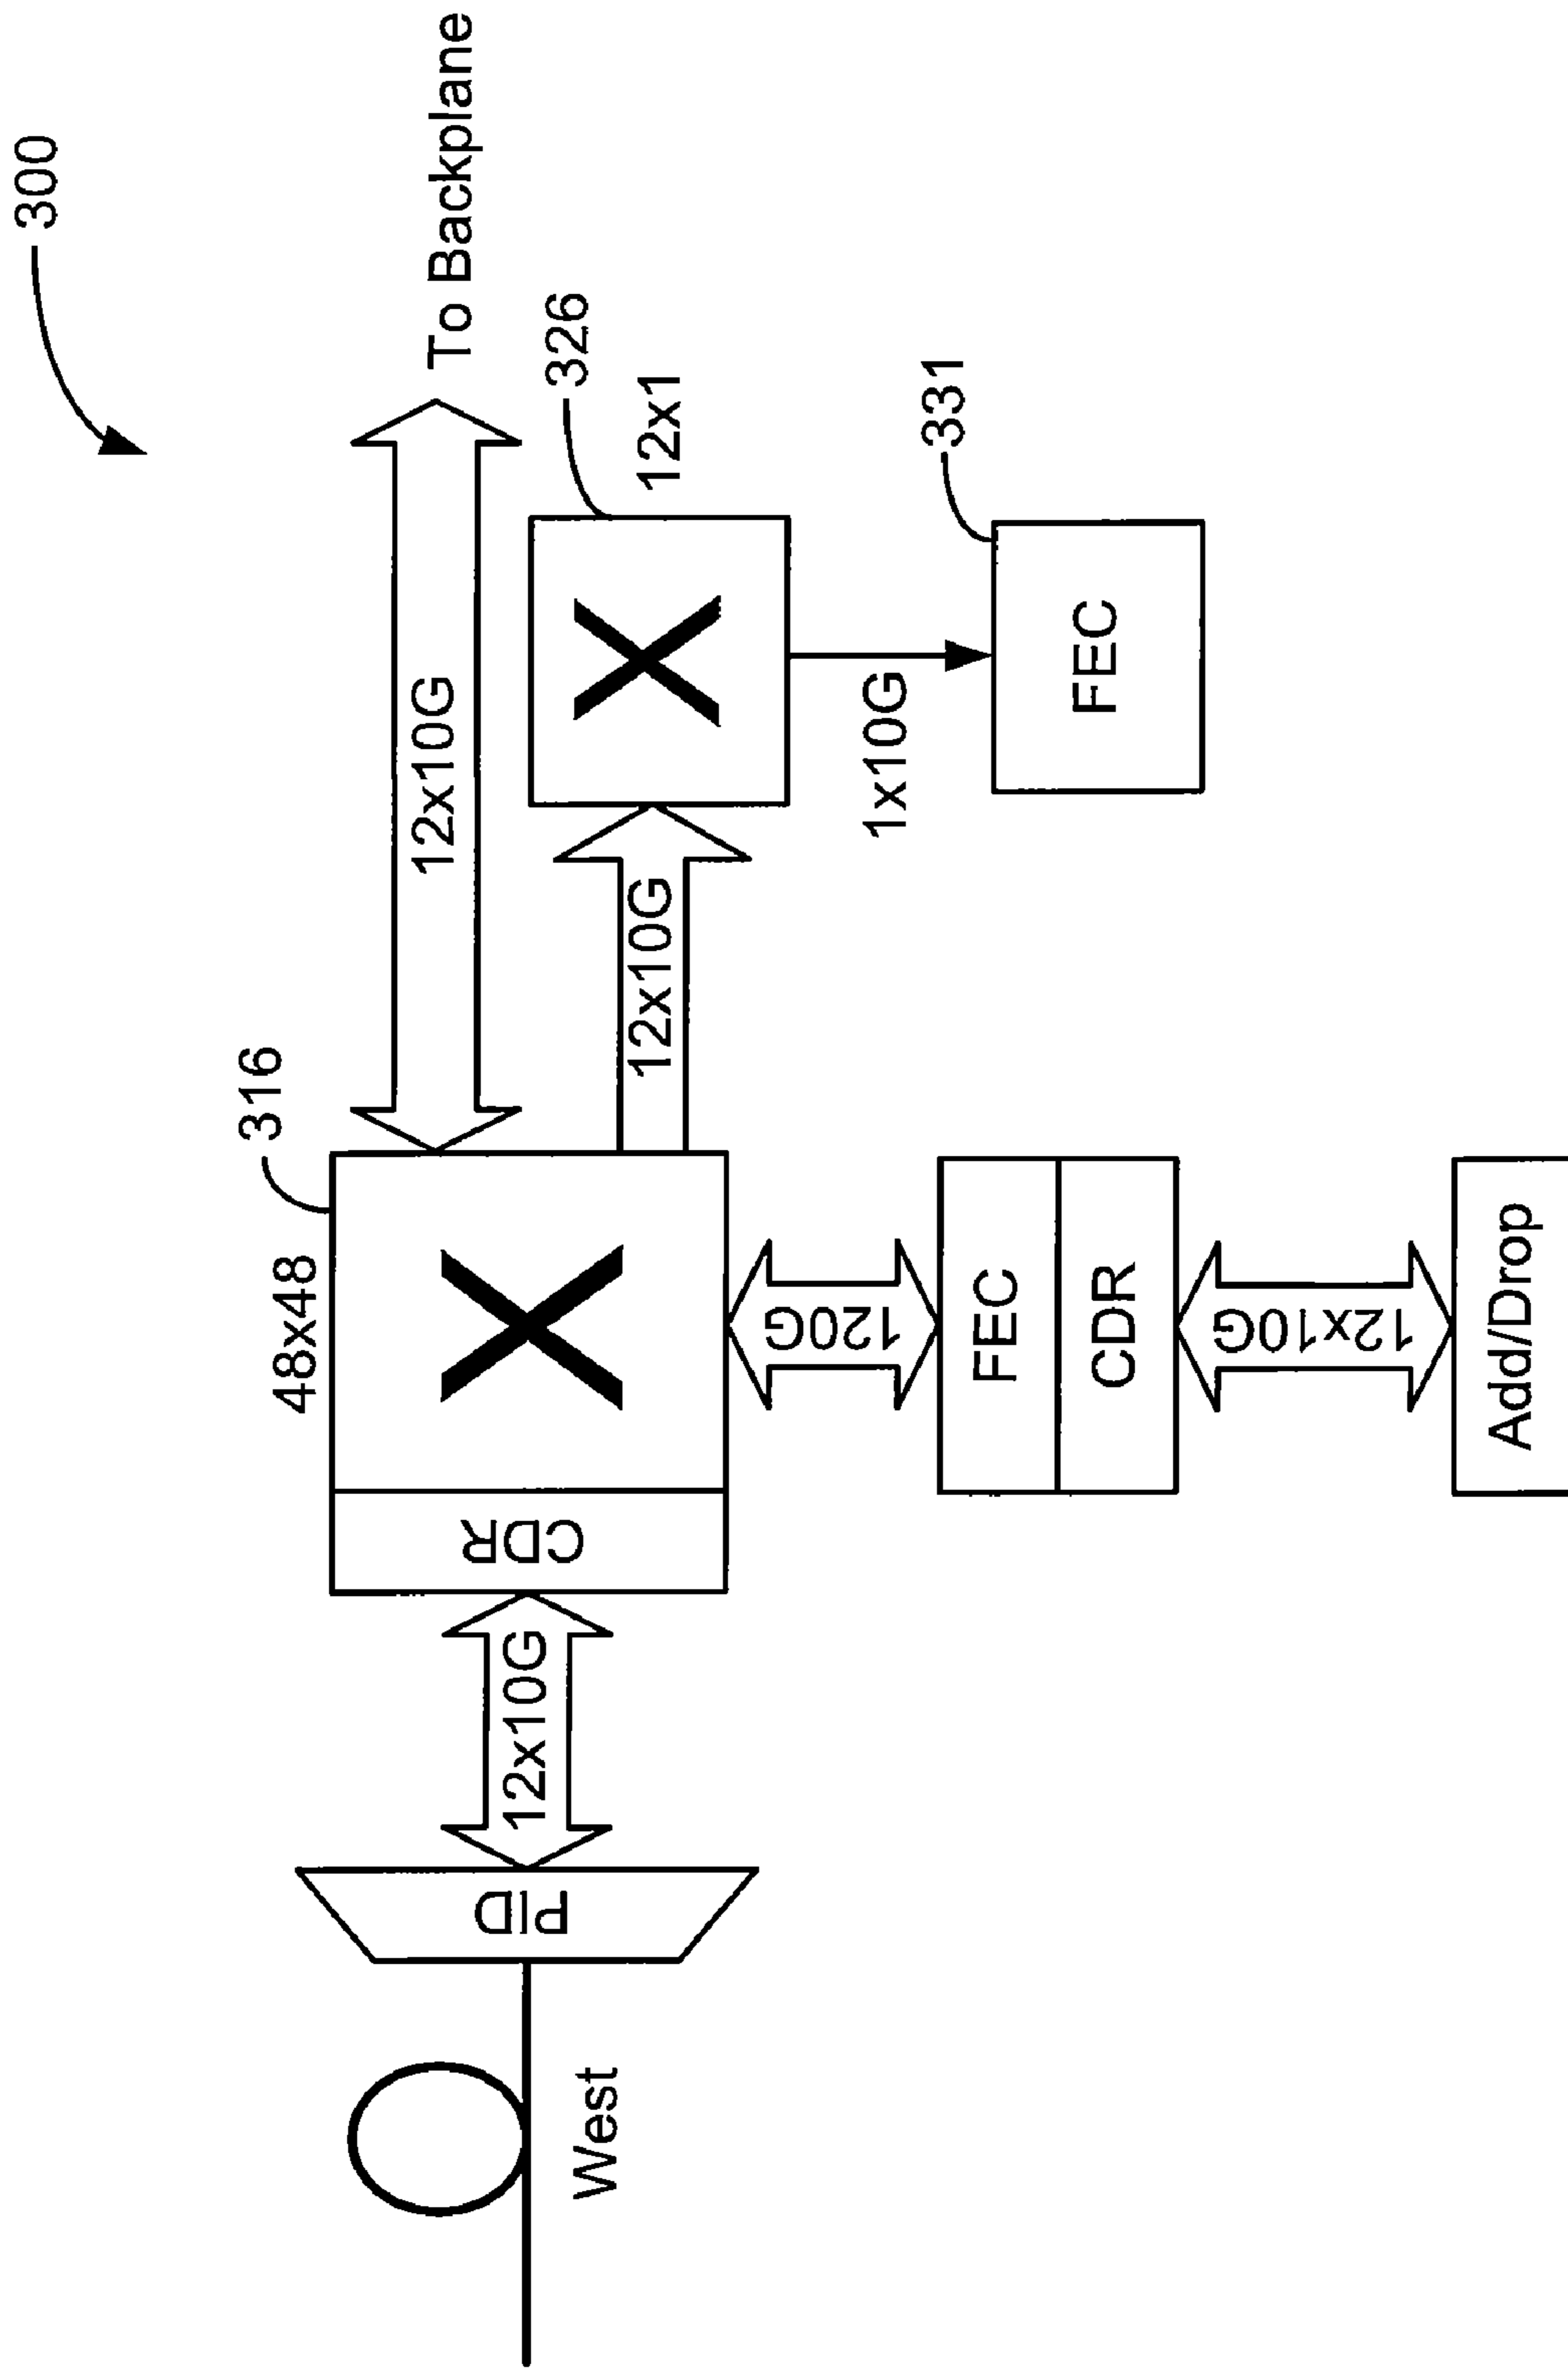 300
To Backplane
326
12x1
12x10G
331
1x10G
FEC
12x10G
316
48x48
CDR
120G
FEC
CDR
12x10G
Add/Drop
12x10G
PID
West